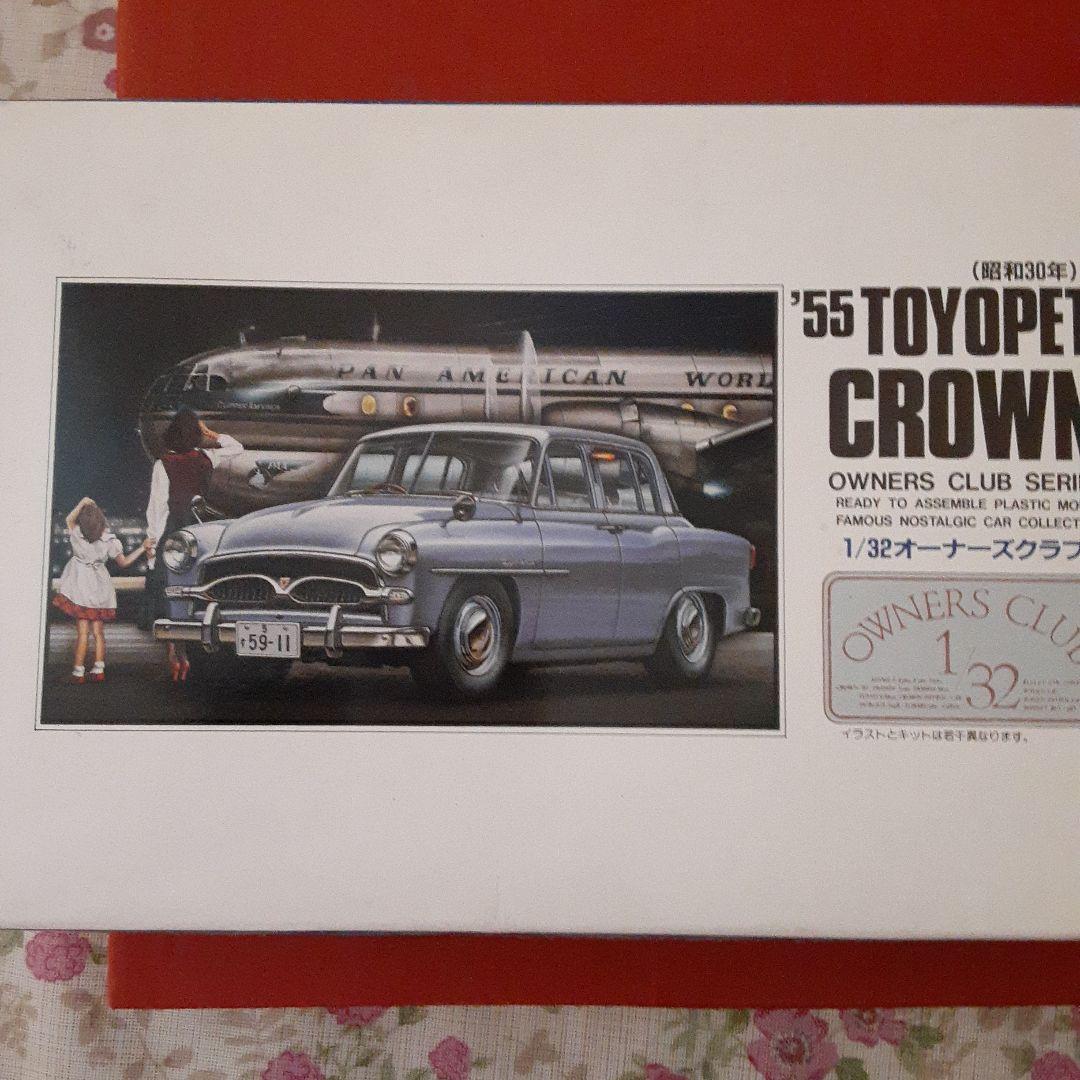 (昭和30年)
'55 TOYOPET
CROWN
OWNERS CLUB SERI
READY TO ASSEMBLE PLASTIC MO
FAMOUS NOSTALGIC CAR COLLECT
1/32オーナーズクラブ
OWNERS CLUB
1/32
イラストとキットは若干異なります。
PAN AMERICAN WORL
59-11